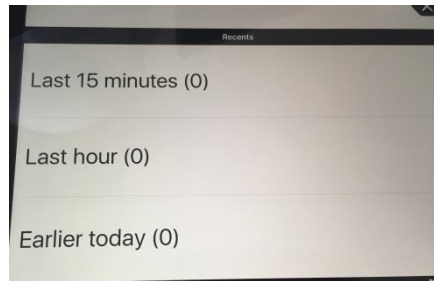 Recents
Last 15 minutes (0)
Last hour (0)
Earlier today (0)